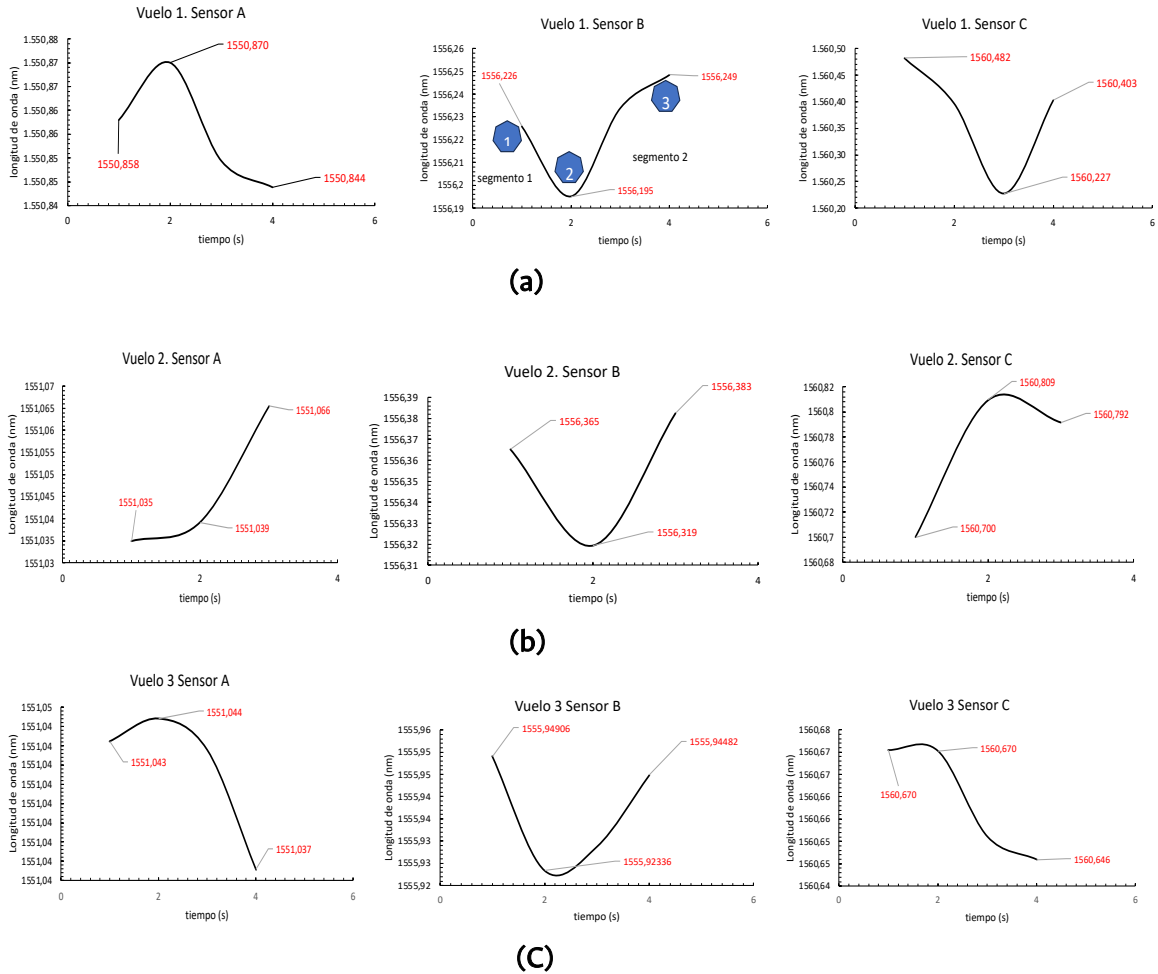 Vuelo 1. Sensor A
longitud de onda (nm)
1.550,88
1.550,87
1.550,87
1.550,86
1.550,86
1.550,85
1.550,85
1.550,84
1550,870
1550,858
1550,844
0 2 4 6
tiempo (s)
Vuelo 1. Sensor B
longitud de onda (nm)
1556,26
1556,25
1556,24
1556,22
1556,21
1556,2
1556,19
1556,226
1556,249
1556,195
1
2
3
segmento 1
segmento 2
0 2 4 6
tiempo (s)
Vuelo 1. Sensor C
longitud de onda (nm)
1.560,50
1.560,45
1.560,40
1.560,35
1.560,30
1.560,25
1.560,20
1560,482
1560,403
1560,227
0 2 4 6
tiempo (s)
(a)
Vuelo 2. Sensor A
Longitud de onda (nm)
1551,07
1551,065
1551,06
1551,055
1551,05
1551,045
1551,04
1551,035
1551,03
1551,035
1551,039
1551,066
0 2 4
tiempo (s)
Vuelo 2. Sensor B
Longitud de onda (nm)
1556,39
1556,38
1556,37
1556,36
1556,34
1556,33
1556,32
1556,31
1556,365
1556,383
1556,319
0 2 4
tiempo (s)
Vuelo 2. Sensor C
Longitud de onda (nm)
1560,82
1560,8
1560,78
1560,76
1560,74
1560,72
1560,7
1560,68
1560,809
1560,792
1560,700
0 2 4
tiempo (s)
(b)
Vuelo 3 Sensor A
Longitud de onda (nm)
1551,05
1551,04
1551,04
1551,04
1551,04
1551,04
1551,04
1551,04
1551,04
1551,04
1551,044
1551,043
1551,037
0 2 4 6
tiempo (s)
Vuelo 3 Sensor B
Longitud de onda (nm)
1555,96
1555,95
1555,95
1555,94
1555,94
1555,93
1555,93
1555,92
1555,94906
1555,94482
1555,92336
0 2 4 6
tiempo (s)
Vuelo 3 Sensor C
Longitud de onda (nm)
1560,68
1560,67
1560,67
1560,66
1560,66
1560,65
1560,65
1560,64
1560,670
1560,670
1560,646
0 2 4 6
tiempo (s)
(C)